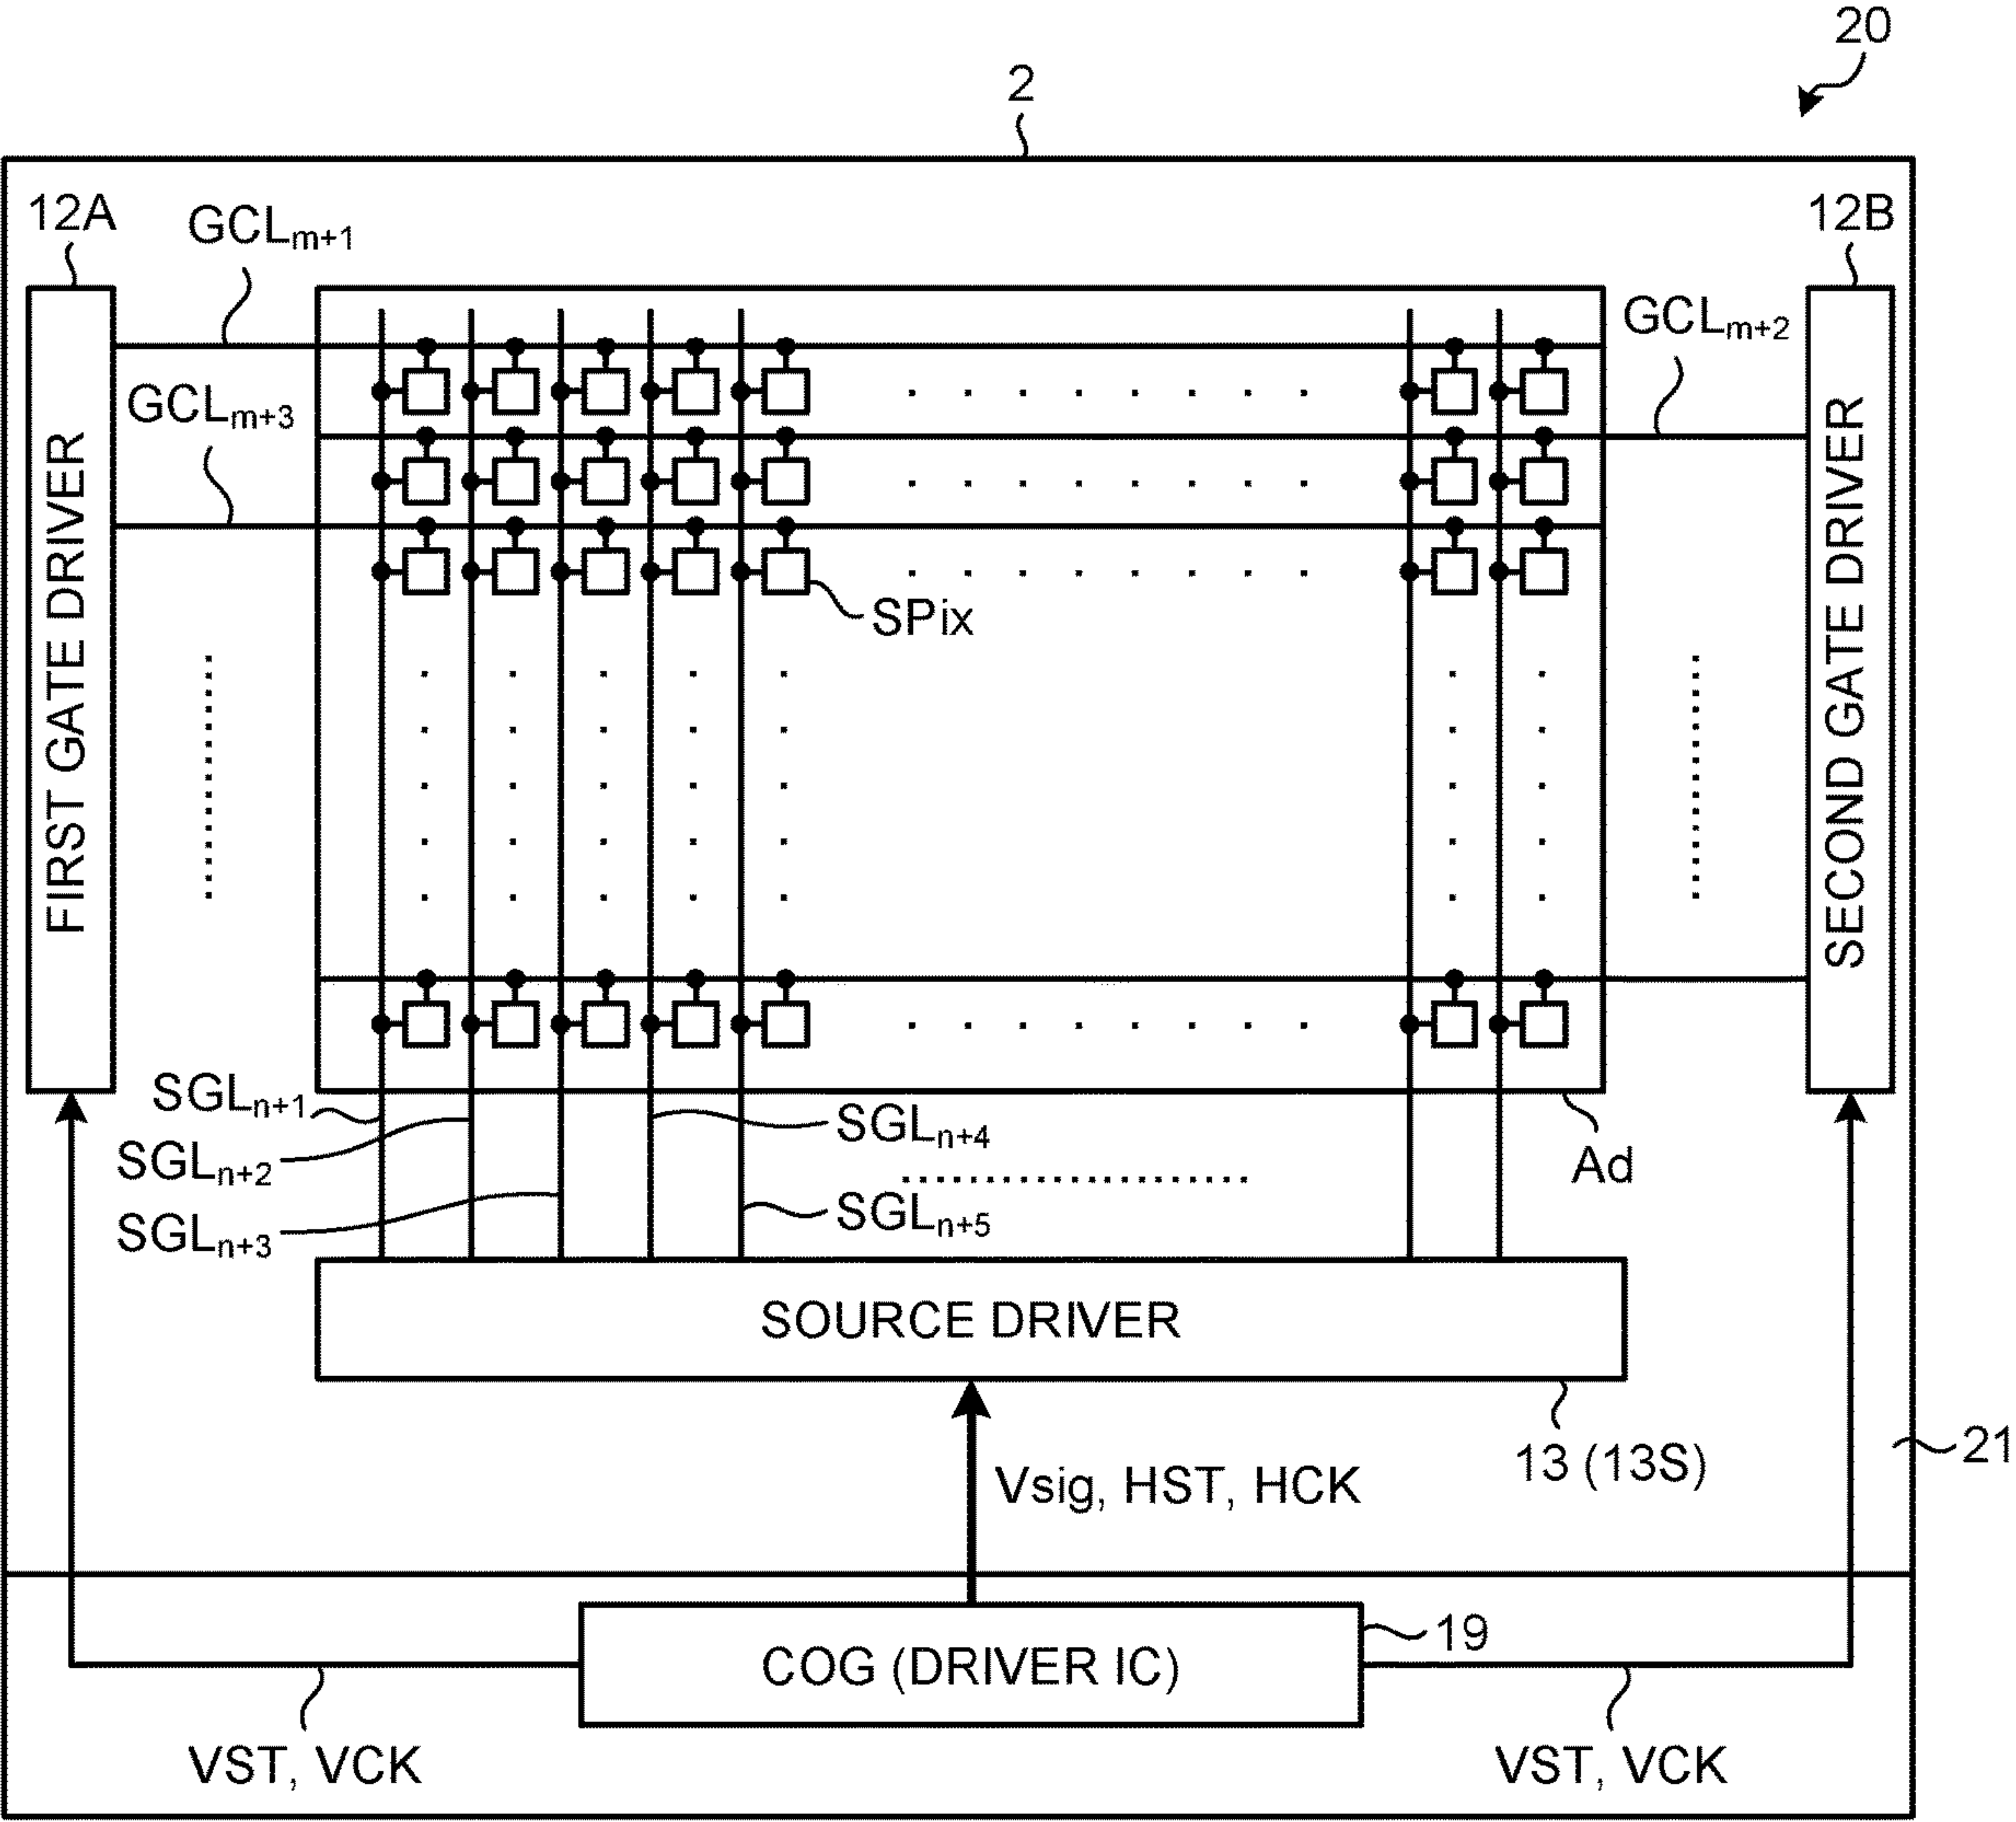 20
2
12A
GCLm+1
12B
GCLm+2
GCLm+3
FIRST GATE DRIVER
SECOND GATE DRIVER
SPix
SGLn+1
SGLn+2
SGLn+3
SGLn+4
SGLn+5
Ad
SOURCE DRIVER
13 (13S)
21
Vsig, HST, HCK
19
COG (DRIVER IC)
VST, VCK
VST, VCK